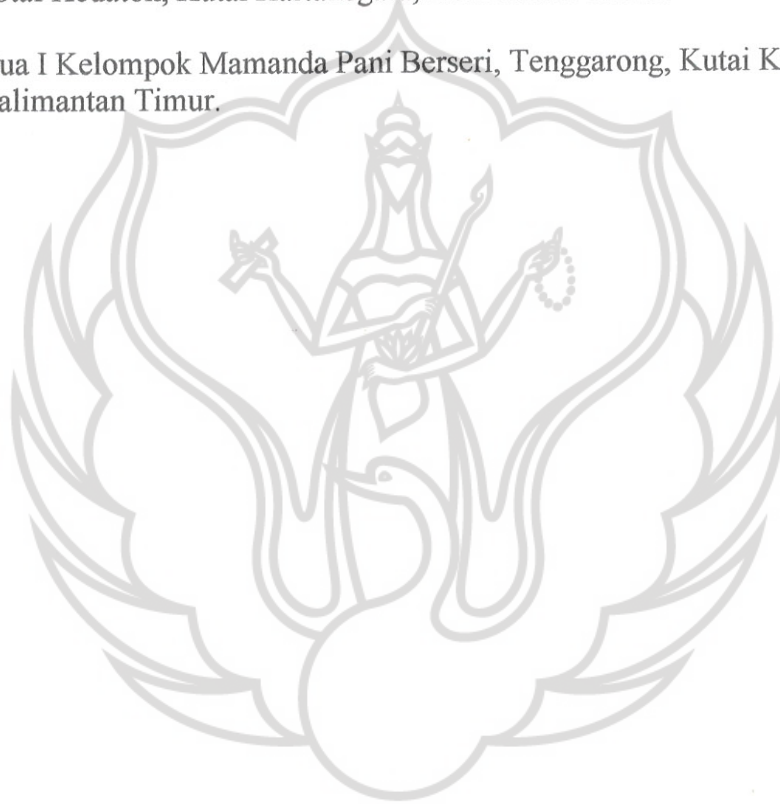 ua I Kelompok Mamanda Pani Berseri, Tenggarong, Kutai K
alimantan Timur.